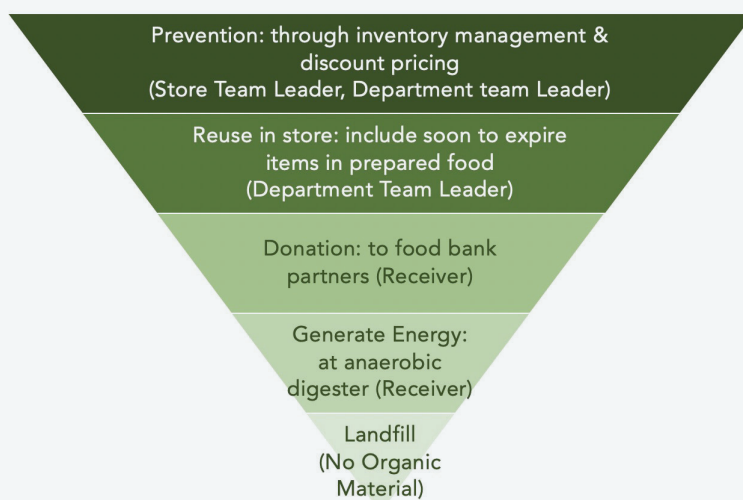 Prevention: through inventory management &
discount pricing
(Store Team Leader, Department team Leader)
Reuse in store: include soon to expire
items in prepared food
(Department Team Leader)
Donation: to food bank
partners (Receiver)
Generate Energy:
at anaerobic
digester (Receiver)
Landfill
(No Organic
Material)